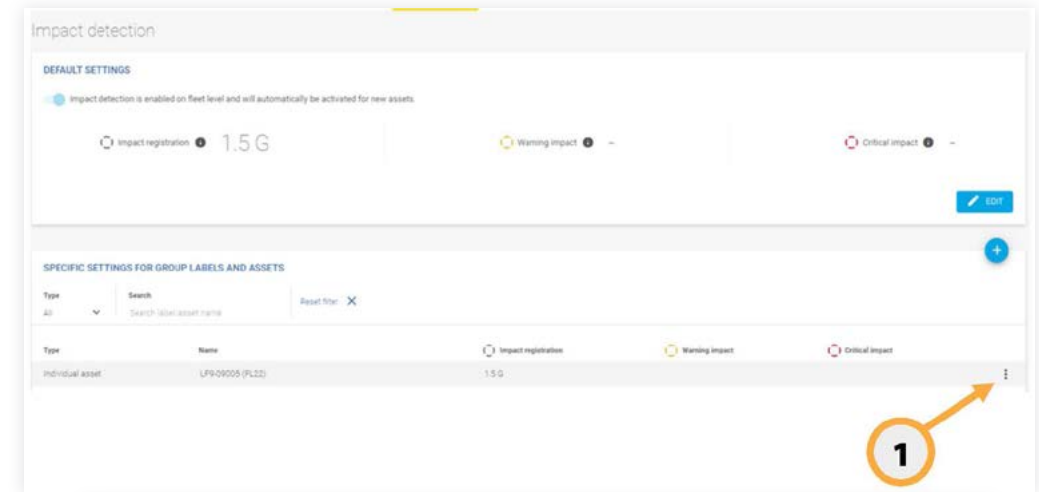 Impact detection
DEFAULT SETTINGS
Impact detection is enabled on fleet level and will automatically be activated for new assets.
Impact registration i 1.5 G Warning impact i - Critical impact i -
EDIT
+
SPECIFIC SETTINGS FOR GROUP LABELS AND ASSETS
Type Search Reset filter X
All Search label/asset name
Type Name Impact registration Warning impact Critical impact
Individual asset LF9-09005 (FL22) 1.5 G
1